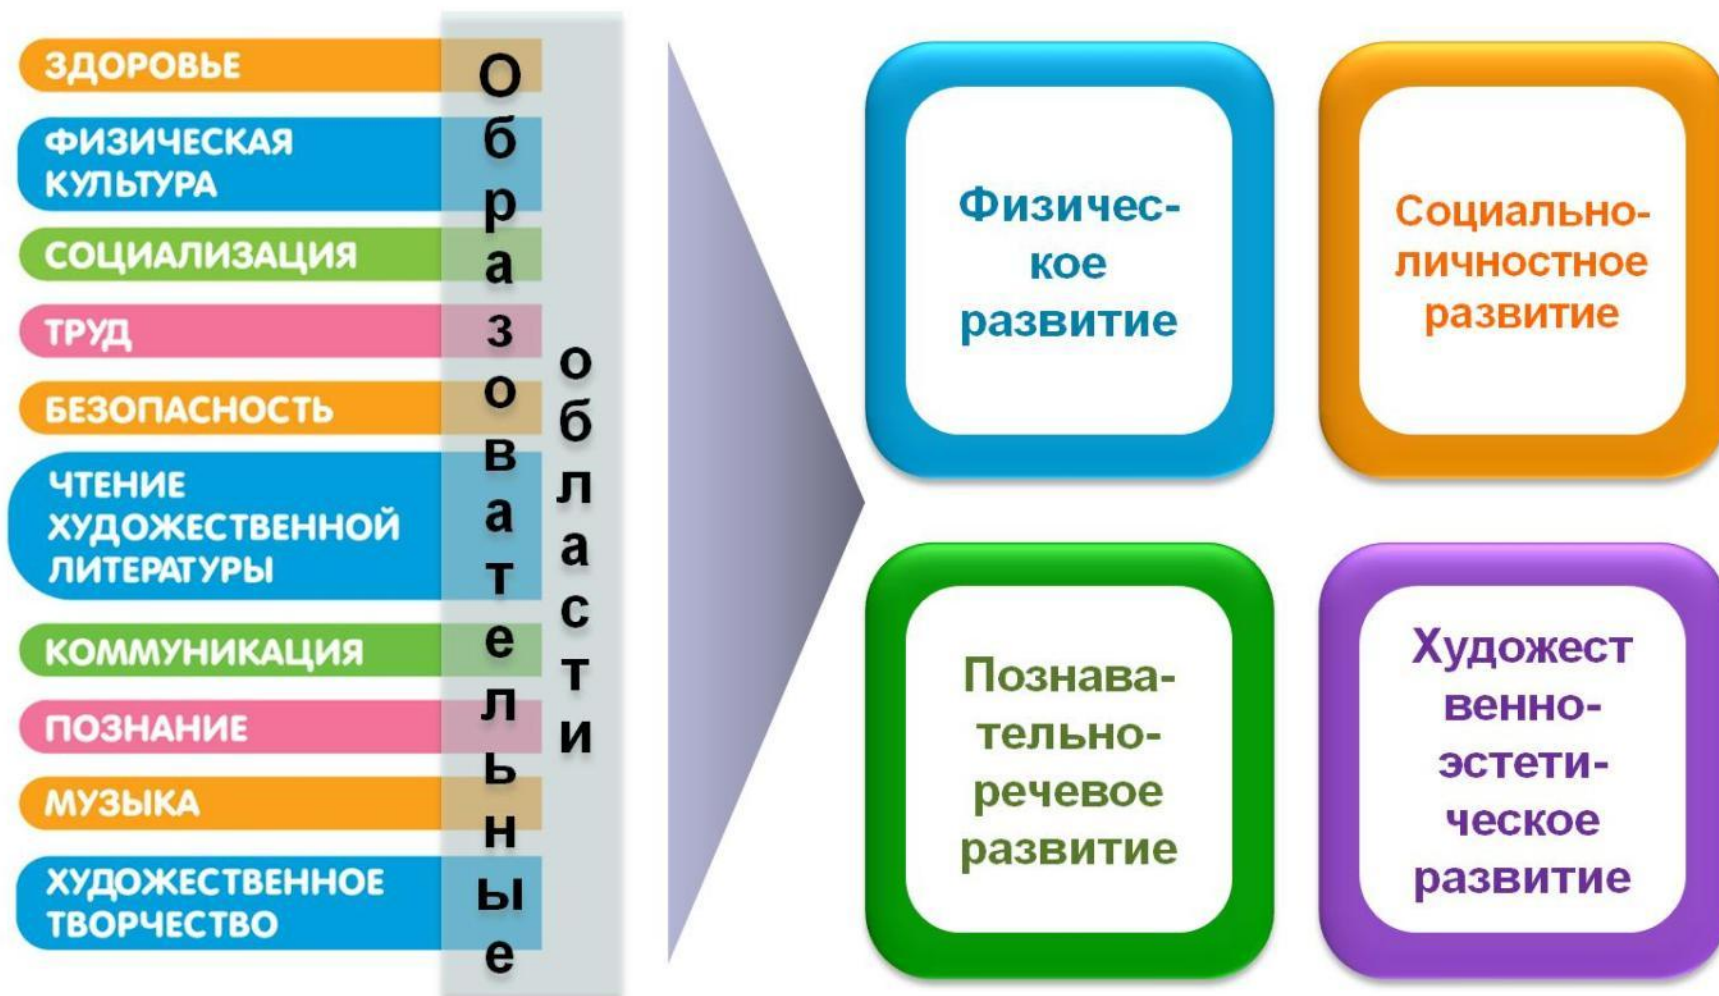 ЗДОРОВЬЕ
ФИЗИЧЕСКАЯ
КУЛЬТУРА
СОЦИАЛИЗАЦИЯ
ТРУД
БЕЗОПАСНОСТЬ
ЧТЕНИЕ
ХУДОЖЕСТВЕННОЙ
ЛИТЕРАТУРЫ
КОММУНИКАЦИЯ
ПОЗНАНИЕ
МУЗЫКА
ХУДОЖЕСТВЕННОЕ
ТВОРЧЕСТВО
Образовательные
области
Физичес-
кое
развитие
Социально-
личностное
развитие
Познава-
тельно-
речевое
развитие
Художест
венно-
эстети-
ческое
развитие